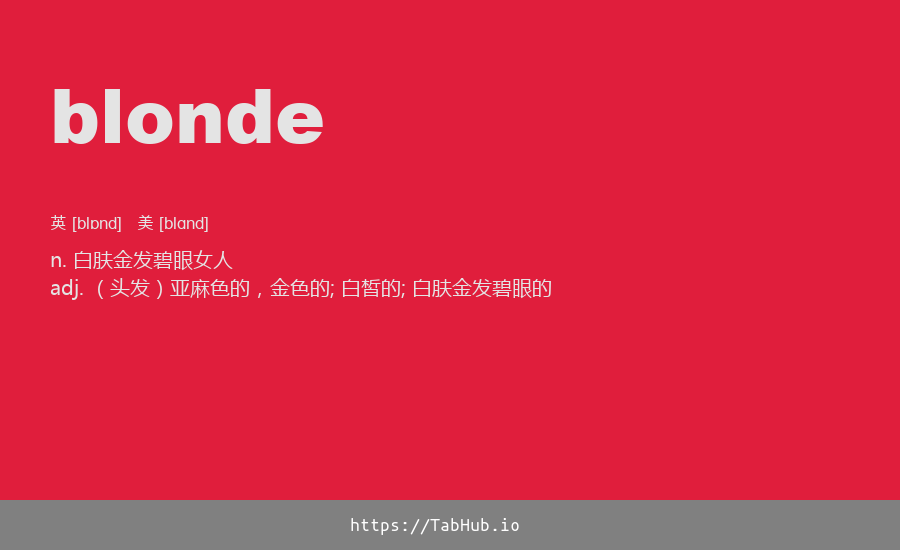 blonde
英 [blɒnd] 美 [blɑnd]
n. 白肤金发碧眼女人
adj. （头发）亚麻色的，金色的; 白皙的; 白肤金发碧眼的
https://TabHub.io